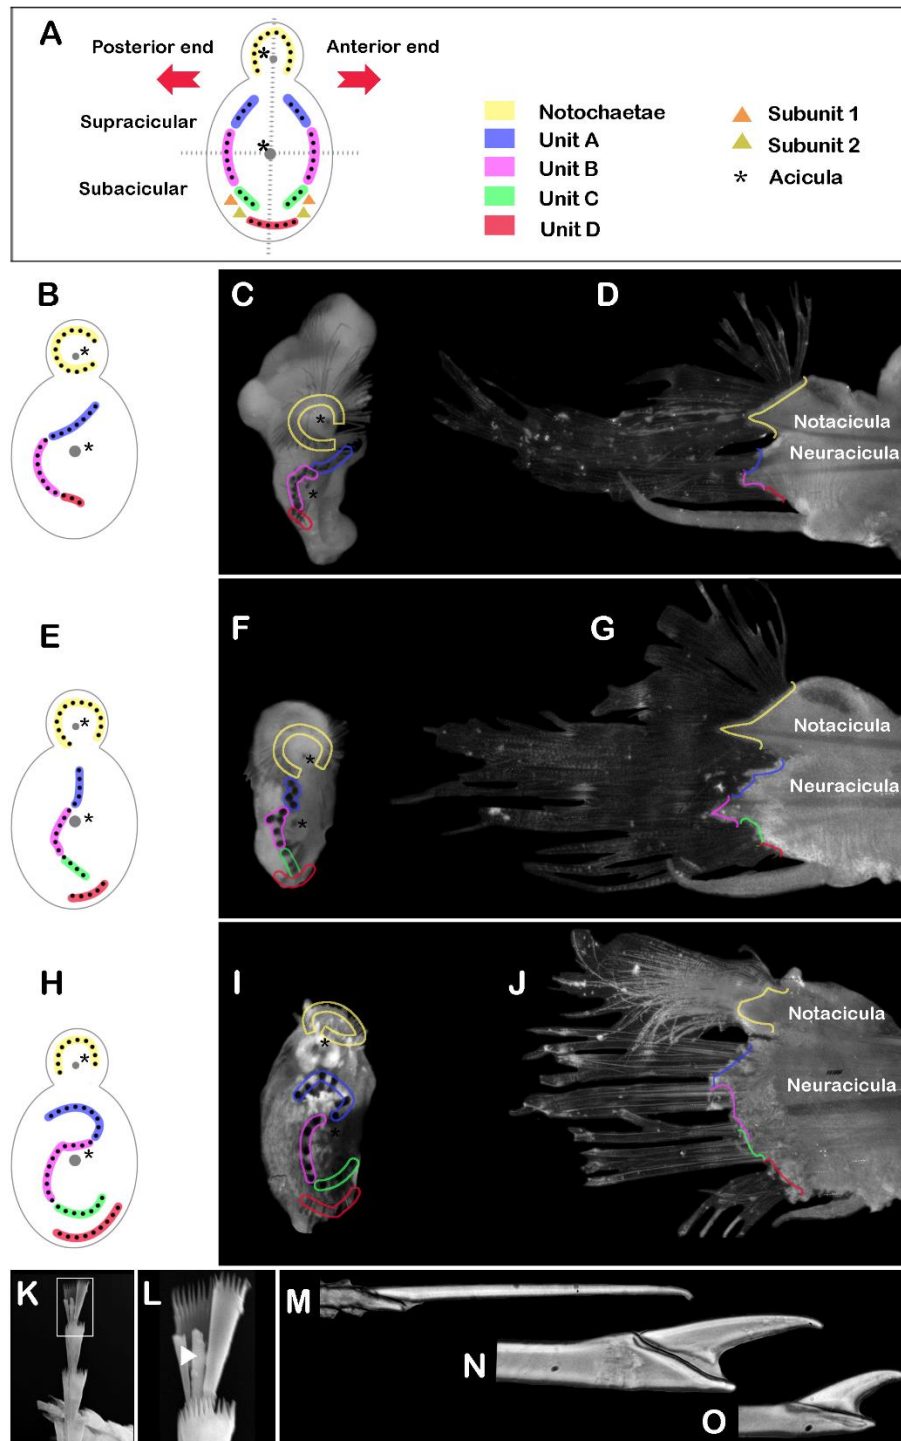 A
Posterior end
Anterior end
*
Supracicular
*
Subacicular
Notochaetae
Unit A
Unit B
Unit C
Unit D
Subunit 1
Subunit 2
* Acicula
B
*
*
C
*
*
D
Notacicula
Neuracicula
E
*
*
F
*
*
G
Notacicula
Neuracicula
H
*
*
I
*
*
J
Notacicula
Neuracicula
K
L
M
N
O